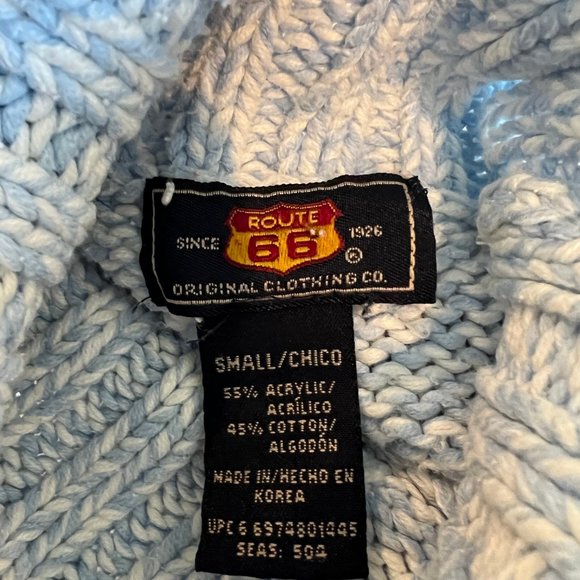 ROUTE
66
SINCE 1926
®
ORIGINAL CLOTHING CO.
SMALL/CHICO
55% ACRYLIC/
ACRÍLICO
45% COTTON/
ALGODÓN
MADE IN/HECHO EN
KOREA
UPC 6 6974801445
SEAS: 504